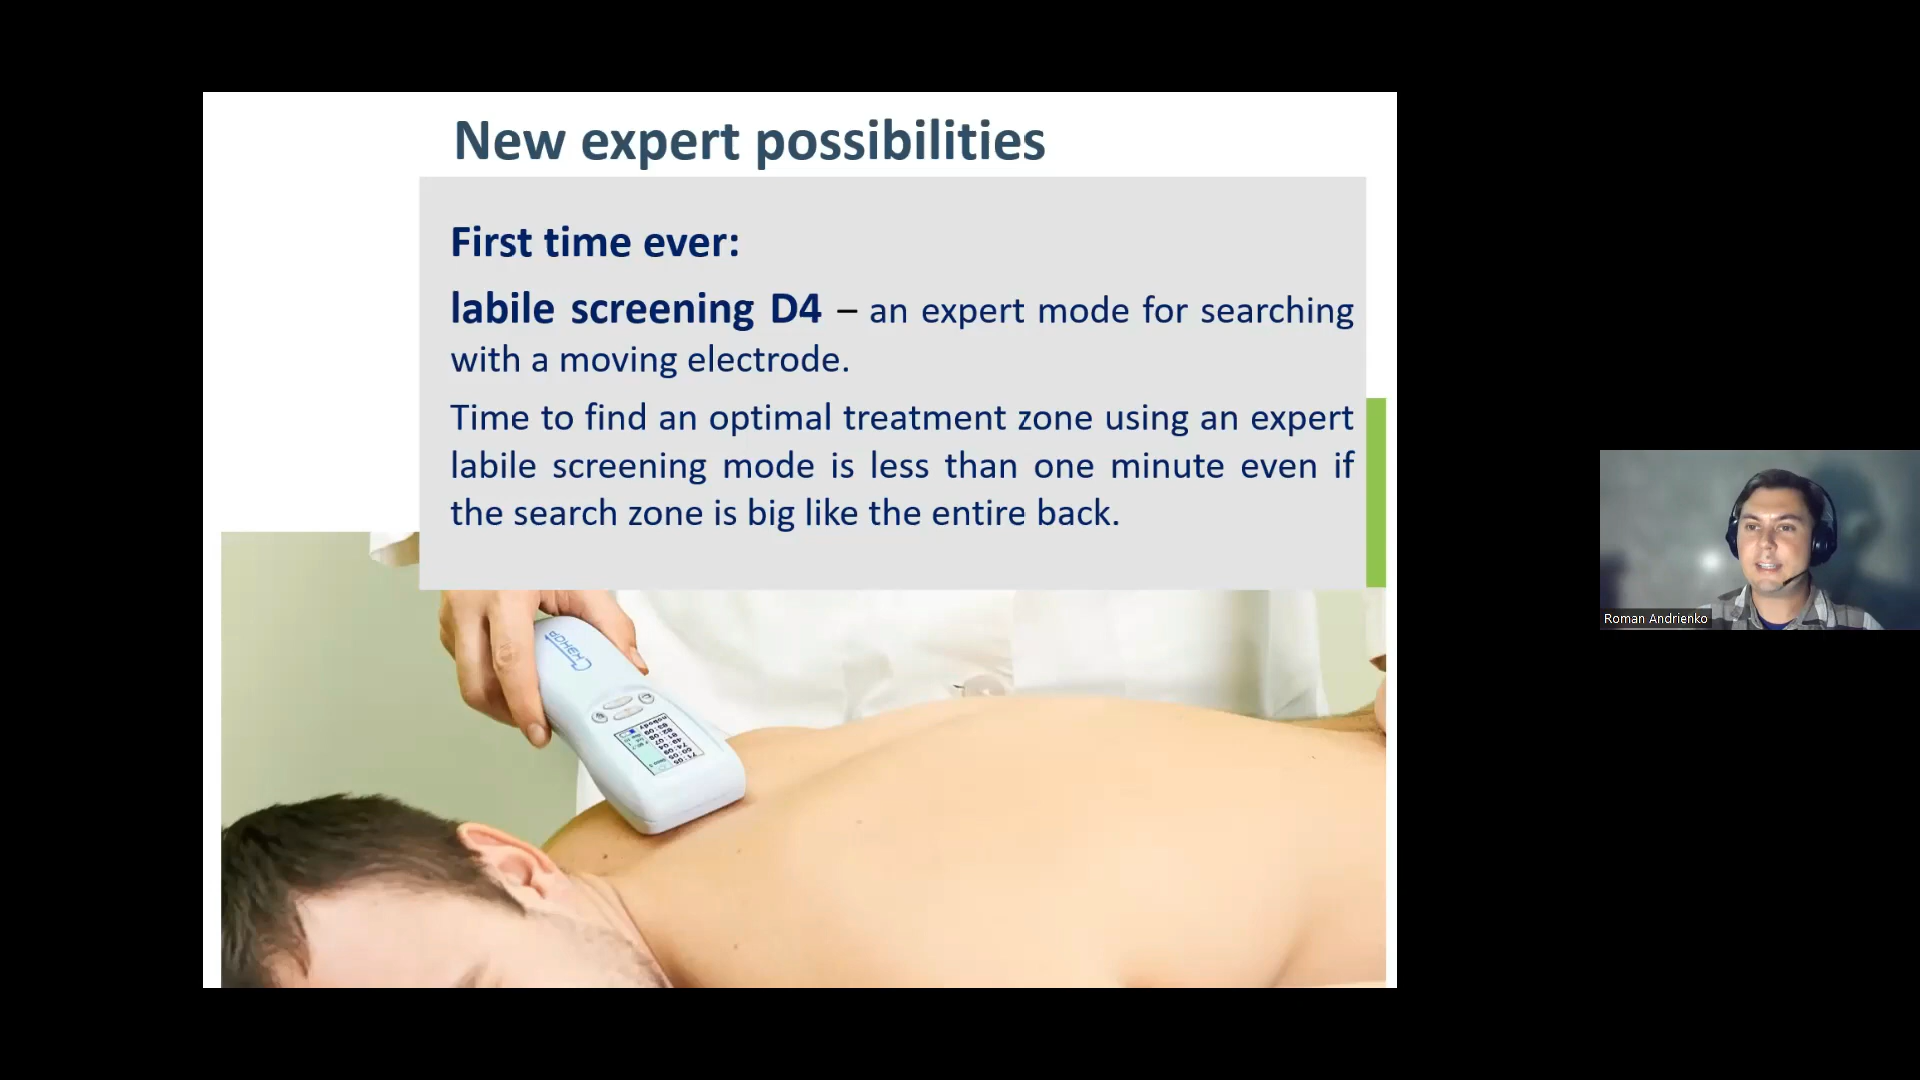 New expert possibilities
First time ever:
labile screening D4 – an expert mode for searching
with a moving electrode.
Time to find an optimal treatment zone using an expert
labile screening mode is less than one minute even if
the search zone is big like the entire back.
Скэнар
nobody
Roman Andrienko